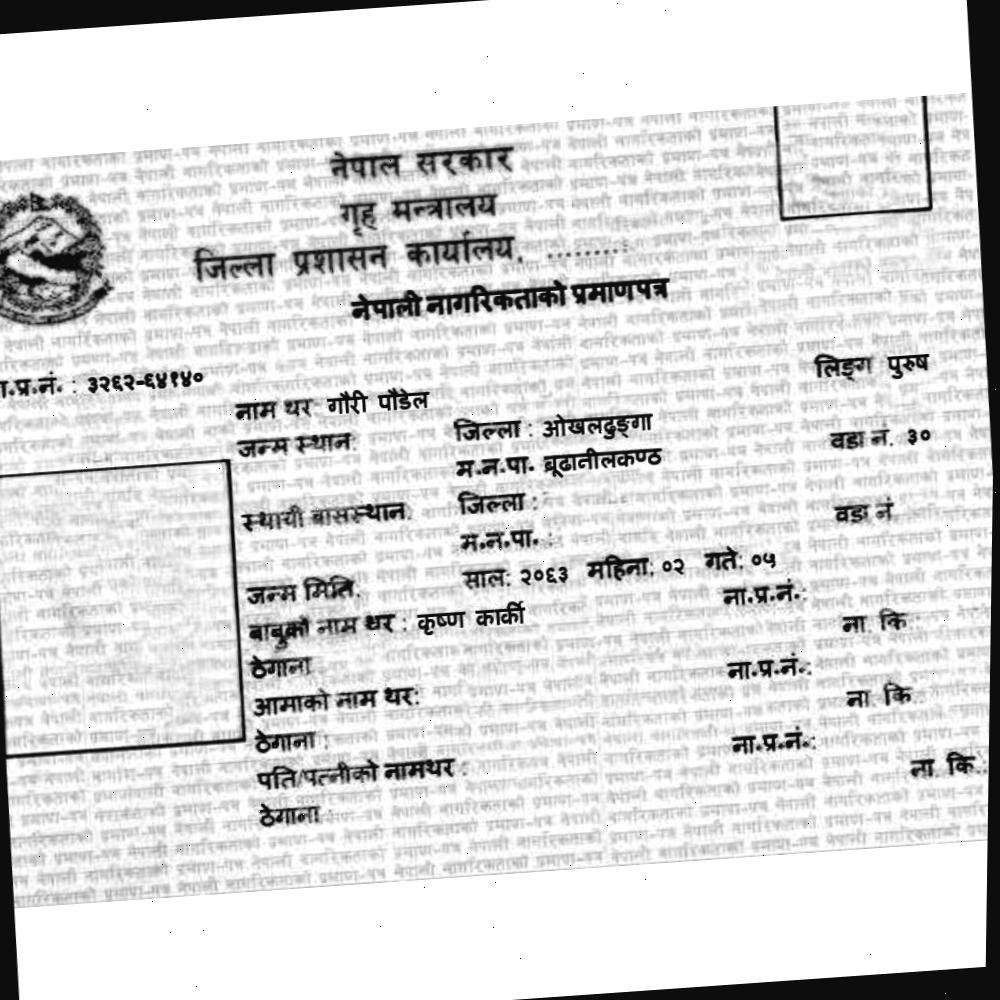 नेपाल सरकार
गृह मन्त्रालय
जिल्ला प्रशासन कार्यालय, .........
नेपाली नागरिकताको प्रमाणपत्र
ा.प्र.नं. : ३२६२-६४१४० लिङ्ग पुरुष
नाम थर गौरी पौडेल
जन्म स्थान: जिल्ला : ओखलढुङ्गा वडा नं. ३०
म.न.पा. बूढानीलकण्ठ
स्थायी बासस्थान: जिल्ला : वडा नं
म.न.पा. :
जन्म मिति: साल: २०६३ महिना: ०२ गते: ०५
बाबुको नाम थर : कृष्ण कार्की ना.प्र.नं.:
ठेगाना ना. कि :
आमाको नाम थर: ना.प्र.नं.:
ठेगाना : ना. कि
पति/पत्नीको नामथर : ना.प्र.नं.:
ठेगाना : ना. कि.: